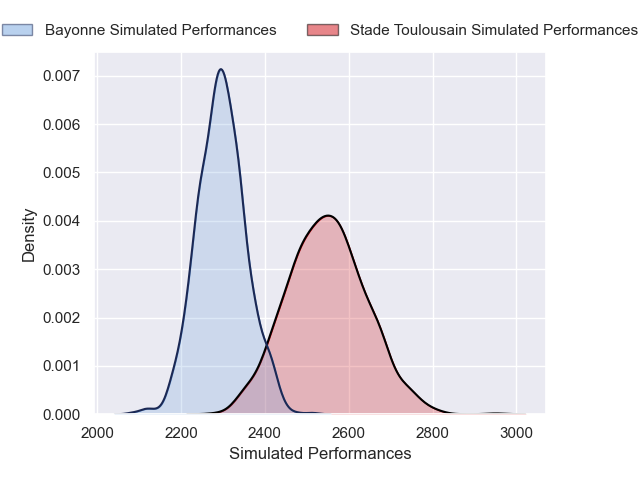 Bayonne Simulated Performances Stade Toulousain Simulated Performances
0.007
0.006
0.005
0.004
0.003
0.002
0.001
0.000
Density
2000 2200 2400 2600 2800 3000
Simulated Performances